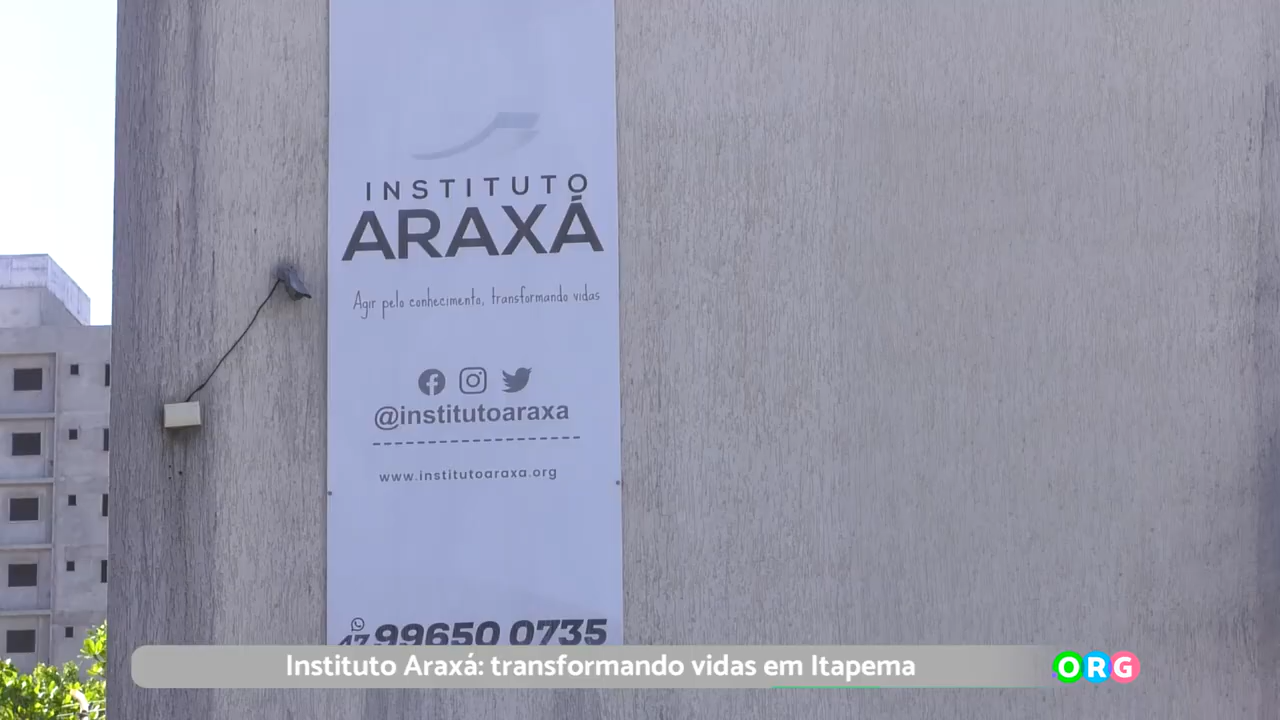 INSTITUTO
ARAXÁ
Agir pelo conhecimento, transformando vidas
@institutoaraxa
www.institutoaraxa.org
47 99650 0735
Instituto Araxá: transformando vidas em Itapema
ORG